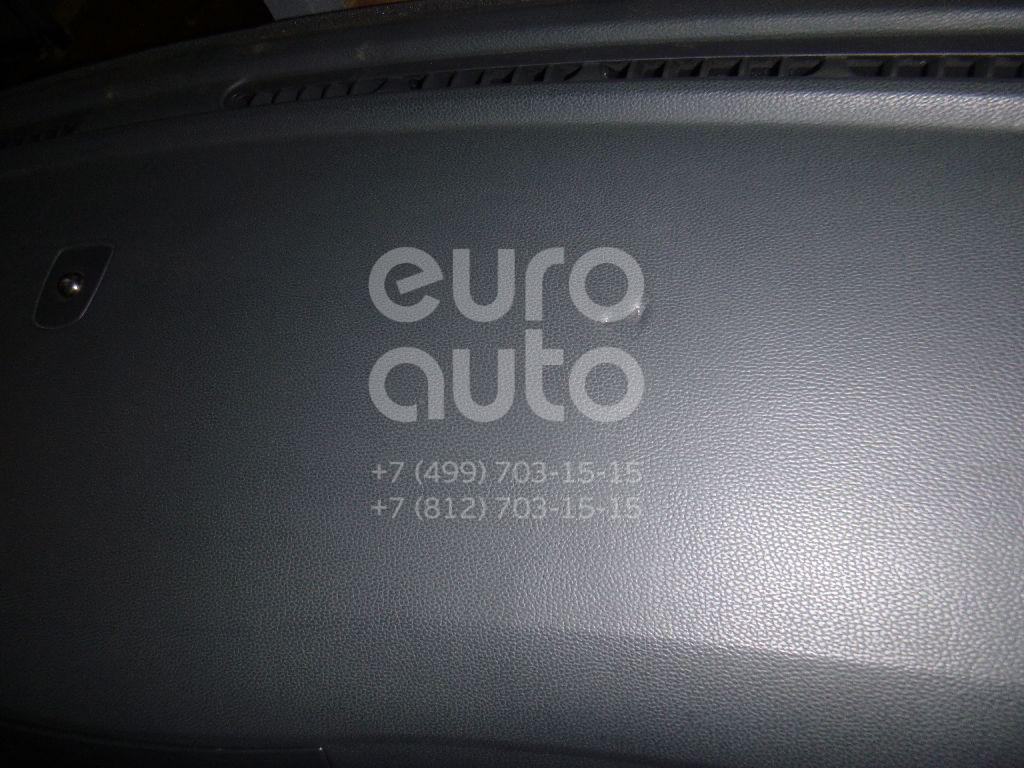 euro
auto
+7 (499) 703-15-15
+7 (812) 703-15-15